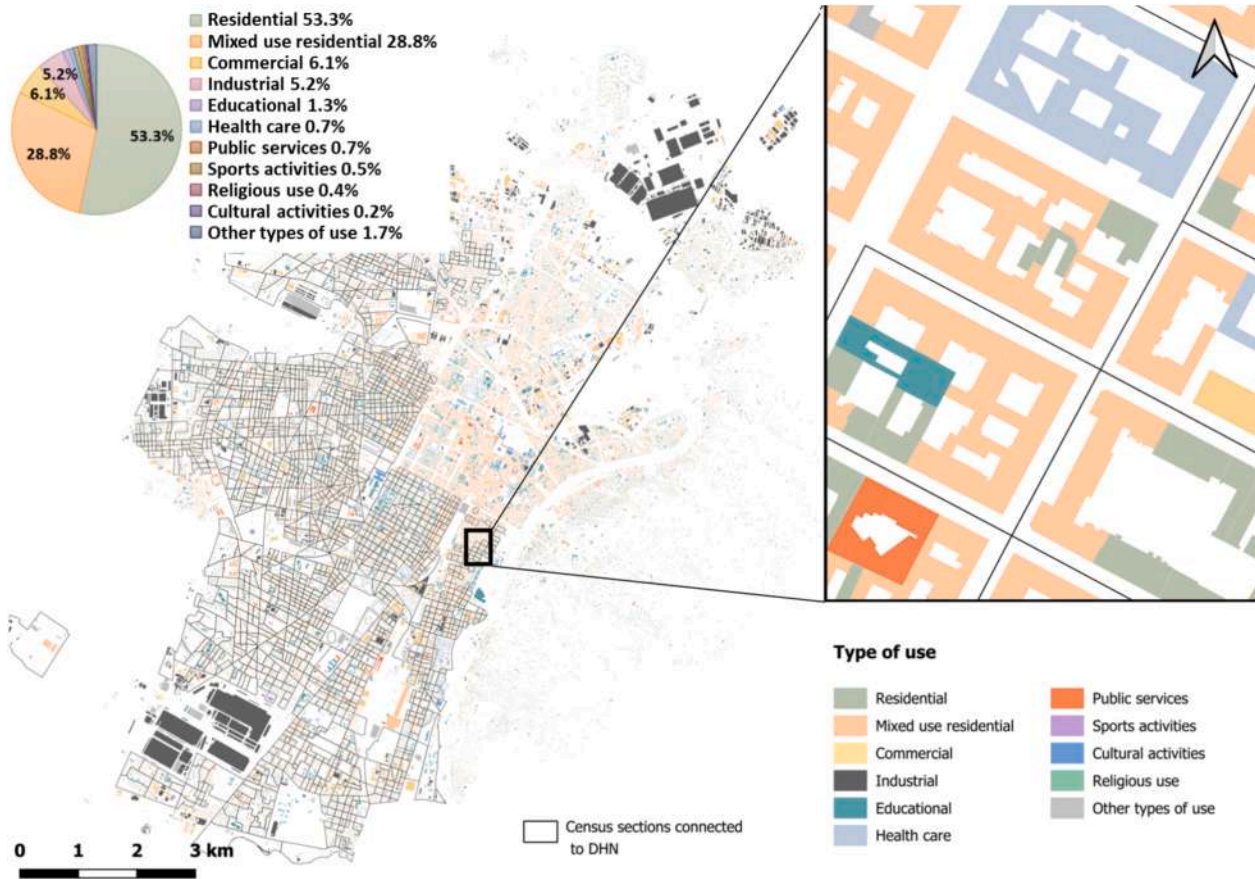 Residential 53.3%
Mixed use residential 28.8%
Commercial 6.1%
Industrial 5.2%
Educational 1.3%
Health care 0.7%
Public services 0.7%
Sports activities 0.5%
Religious use 0.4%
Cultural activities 0.2%
Other types of use 1.7%
5.2%
6.1%
28.8%
53.3%
Type of use
Residential
Mixed use residential
Commercial
Industrial
Educational
Health care
Public services
Sports activities
Cultural activities
Religious use
Other types of use
Census sections connected
to DHN
0 1 2 3 km